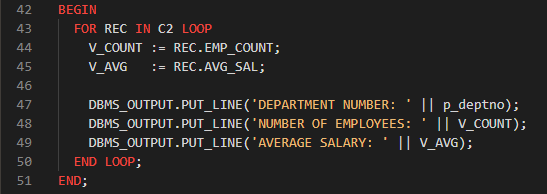 42 BEGIN
43   FOR REC IN C2 LOOP
44     V_COUNT := REC.EMP_COUNT;
45     V_AVG   := REC.AVG_SAL;
46
47     DBMS_OUTPUT.PUT_LINE('DEPARTMENT NUMBER: ' || p_deptno);
48     DBMS_OUTPUT.PUT_LINE('NUMBER OF EMPLOYEES: ' || V_COUNT);
49     DBMS_OUTPUT.PUT_LINE('AVERAGE SALARY: ' || V_AVG);
50   END LOOP;
51 END;